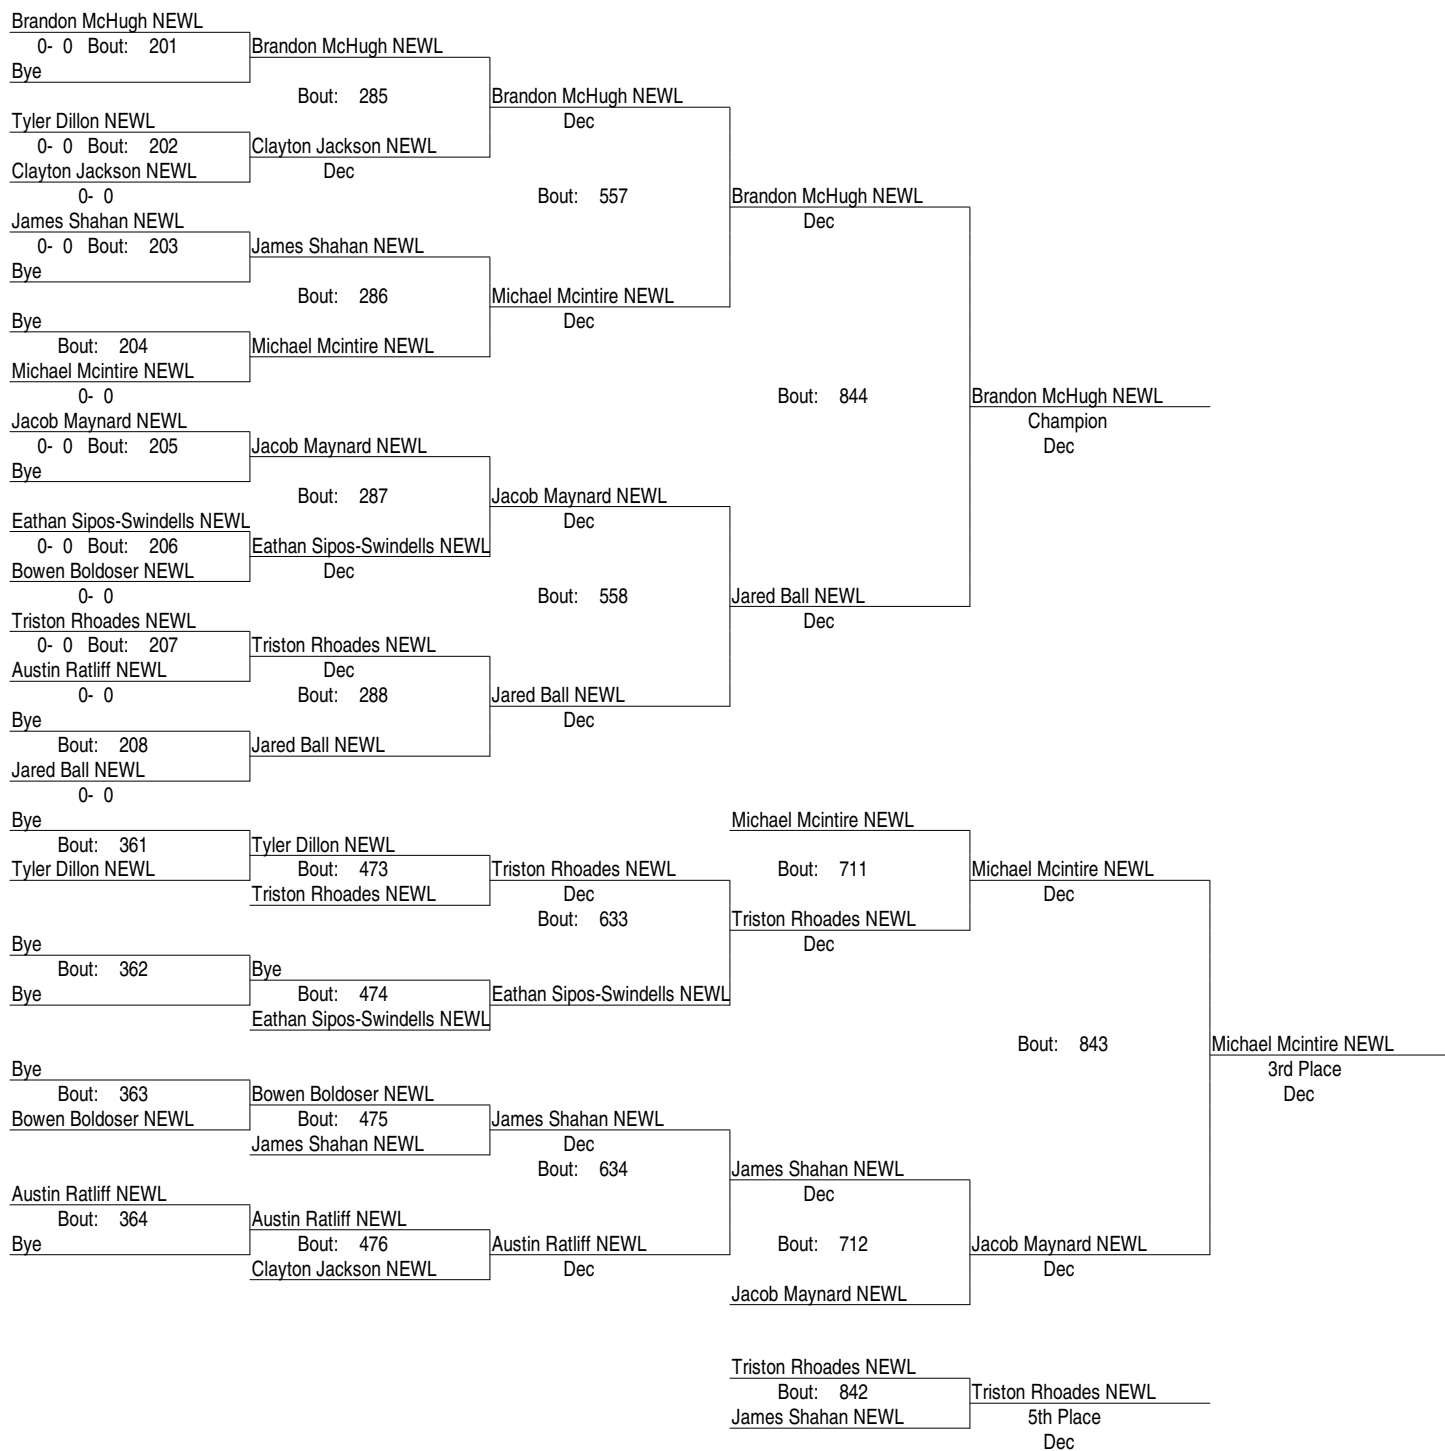 Brandon McHugh NEWL
0- 0 Bout: 201 Brandon McHugh NEWL
Bye
Bout: 285 Brandon McHugh NEWL
Tyler Dillon NEWL Dec
0- 0 Bout: 202 Clayton Jackson NEWL
Clayton Jackson NEWL Dec
0- 0 Bout: 557 Brandon McHugh NEWL
James Shahan NEWL Dec
0- 0 Bout: 203 James Shahan NEWL
Bye
Bout: 286 Michael Mcintire NEWL
Bye Dec
Bout: 204 Michael Mcintire NEWL
Michael Mcintire NEWL
0- 0 Bout: 844 Brandon McHugh NEWL
Jacob Maynard NEWL Champion
0- 0 Bout: 205 Jacob Maynard NEWL Dec
Bye
Bout: 287 Jacob Maynard NEWL
Eathan Sipos-Swindells NEWL Dec
0- 0 Bout: 206 Eathan Sipos-Swindells NEWL
Bowen Boldoser NEWL Dec
0- 0 Bout: 558 Jared Ball NEWL
Triston Rhoades NEWL Dec
0- 0 Bout: 207 Triston Rhoades NEWL
Austin Ratliff NEWL Dec
0- 0 Bout: 288 Jared Ball NEWL
Bye Dec
Bout: 208 Jared Ball NEWL
Jared Ball NEWL
0- 0
Bye Michael Mcintire NEWL
Bout: 361 Tyler Dillon NEWL
Tyler Dillon NEWL Bout: 473 Triston Rhoades NEWL Bout: 711 Michael Mcintire NEWL
Triston Rhoades NEWL Dec Dec
Bout: 633 Triston Rhoades NEWL
Bye Dec
Bout: 362 Bye
Bye Bout: 474 Eathan Sipos-Swindells NEWL
Eathan Sipos-Swindells NEWL
Bout: 843 Michael Mcintire NEWL
Bye 3rd Place
Bout: 363 Bowen Boldoser NEWL Dec
Bowen Boldoser NEWL Bout: 475 James Shahan NEWL
James Shahan NEWL Dec
Bout: 634 James Shahan NEWL
Austin Ratliff NEWL Dec
Bout: 364 Austin Ratliff NEWL
Bye Bout: 476 Austin Ratliff NEWL Bout: 712 Jacob Maynard NEWL
Clayton Jackson NEWL Dec Dec
Jacob Maynard NEWL
Triston Rhoades NEWL
Bout: 842 Triston Rhoades NEWL
James Shahan NEWL 5th Place
Dec